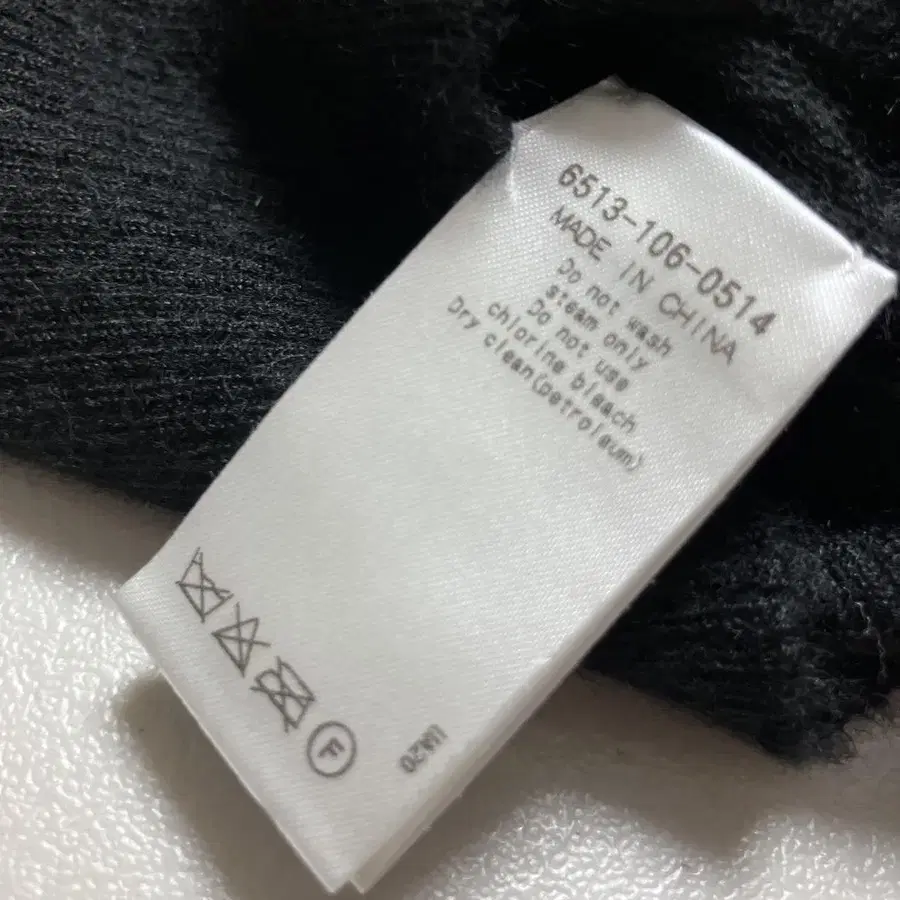 6513-106-0514
MADE IN CHINA
Do not wash
steam only
Do not use
chlorine bleach
Dry
clean(petroleum)
F